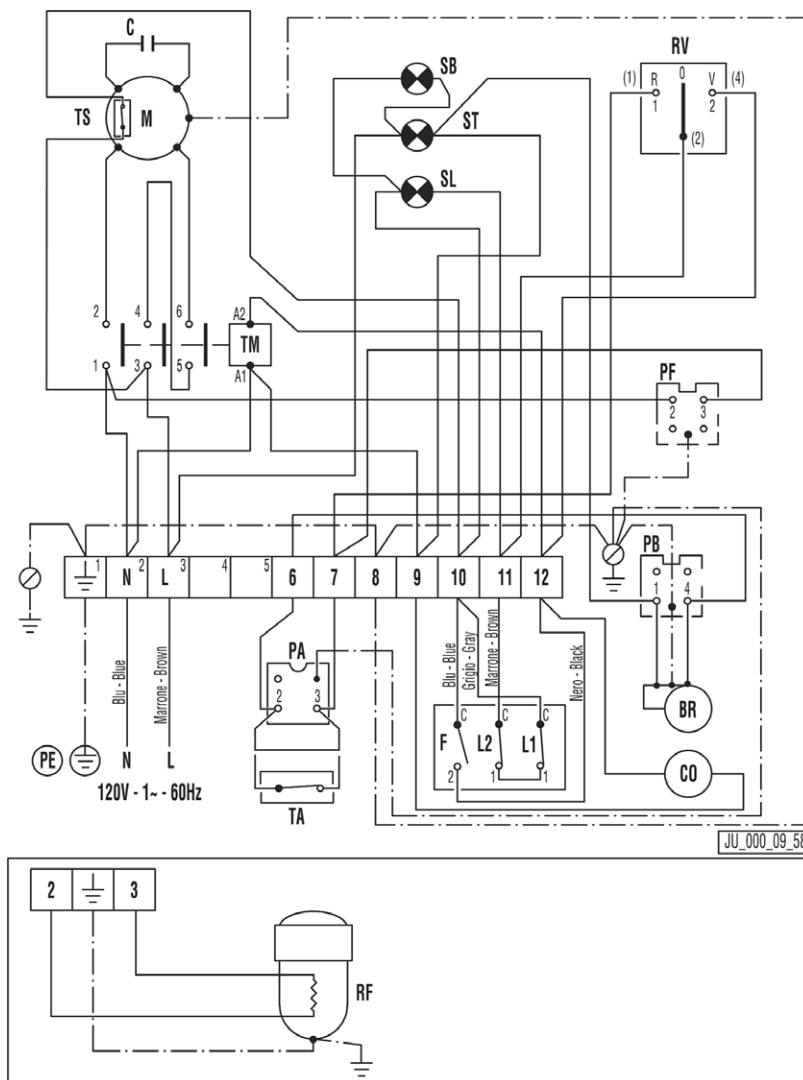 C
SB
RV
(1) R 0 V (4)
TS M
ST
1 2
(2)
SL
2 4 6
A2
TM
1 3 5
A1
PF
2 3
PB
1 2 3 4 5
N L 6 7 8 9 10 11 12
1 4
Blu - Blue
Marrone - Brown
PA
2 3
Blu - Blue
Grigio - Gray
Marrone - Brown
Nero - Black
C C C
F L2 L1
2 1 1
BR
PE N L
CO
120V - 1~ - 60Hz
TA
JU_000_09_58
2 3
RF